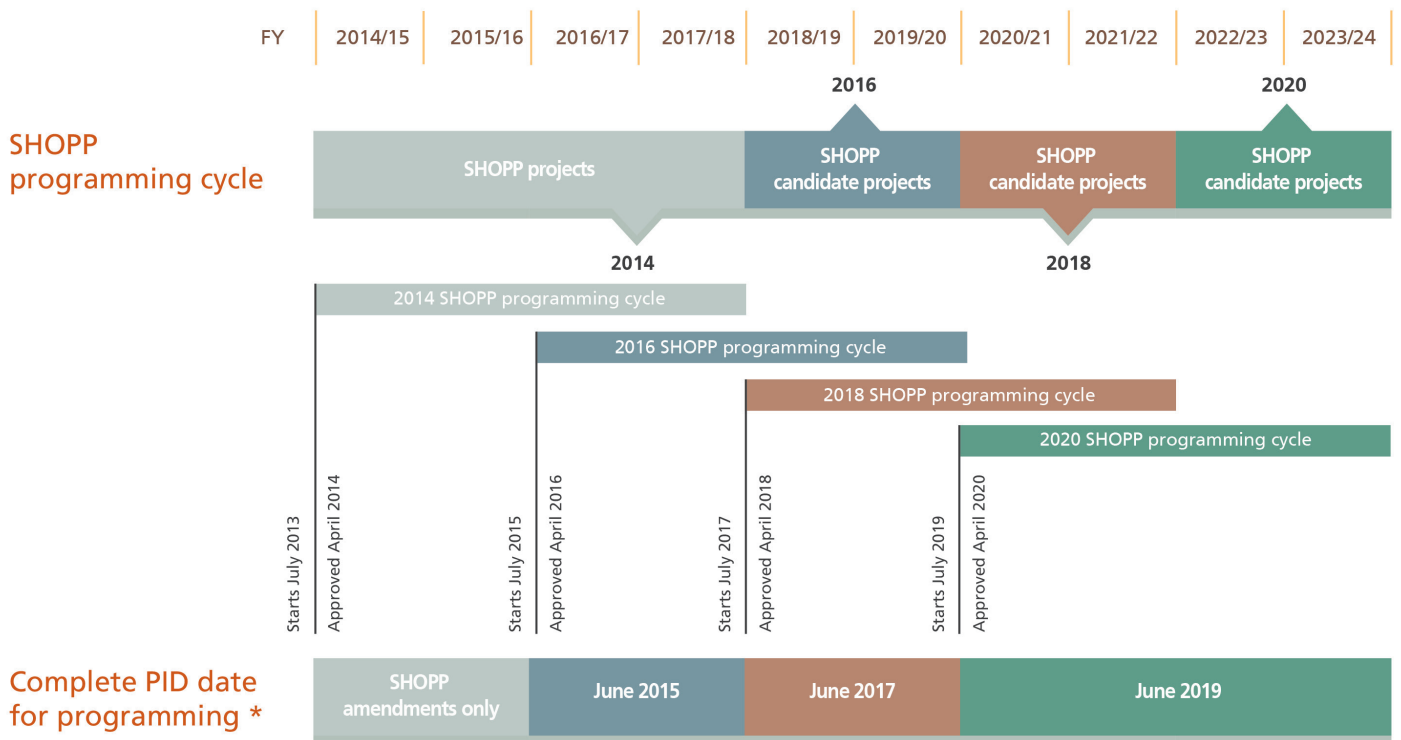 FY 2014/15 2015/16 2016/17 2017/18 2018/19 2019/20 2020/21 2021/22 2022/23 2023/24
2016 2020
SHOPP
programming cycle
SHOPP projects
SHOPP
candidate projects
SHOPP
candidate projects
SHOPP
candidate projects
2014 2018
2014 SHOPP programming cycle
2016 SHOPP programming cycle
2018 SHOPP programming cycle
2020 SHOPP programming cycle
Starts July 2013
Approved April 2014
Starts July 2015
Approved April 2016
Starts July 2017
Approved April 2018
Starts July 2019
Approved April 2020
Complete PID date
for programming *
SHOPP
amendments only
June 2015
June 2017
June 2019